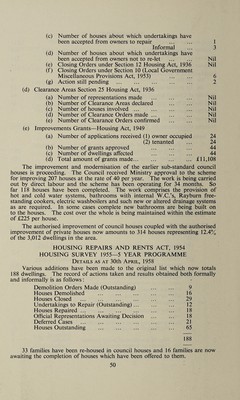 (c) Number of houses about which undertakings have
been accepted from owners to repair ... ... 1
Informal 3
(d) Number of houses about which undertakings have
been accepted from owners not to re-let ... Nil
(e) Closing Orders under Section 12 Housing Act, 1936 Nil
(f) Closing Orders under Section 10 (Local Government
Miscellaneous Provisions Act, 1953) ... ... 6
(g) Action still pending ... ... ... ... ... 2
(d) Clearance Areas Section 25 Housing Act, 1936
(a) Number of representations made ... ... ... Nil
(b) Number of Clearance Areas declared ... ... Nil
(c) Number of houses involved ... ... ... ... Nil
(d) Number of Clearance Orders made ... ... ... Nil
(e) Number of Clearance Orders confirmed ... ... Nil
(e) Improvements Grants—Housing Act, 1949
(a) Number of applications received (1) owner occupied 24
(2) tenanted ... 24
(b) Number of grants approved ... ... ... 44
(c) Number of dwellings affected ... ... ... 44
(d) Total amount of grants made... ... ... ... £11,108
The improvement and modernisation of the earlier sub-standard council
houses is proceeding. The Council received Ministry approval to the scheme
for improving 207 houses at the rate of 40 per year. The work is being carried
out by direct labour and the scheme has been operating for 34 months. So
far 118 houses have been completed. The work comprises the provision of
hot and cold water systems, bathrooms with internal W.C's, Rayburn free-
standing cookers, electric washboilers and such new or altered drainage systems
as are required. In some cases complete new bathrooms are being built on
to the houses. The cost over the whole is being maintained within the estimate
of £225 per house.
The authorised improvement of council houses coupled with the authorised
improvement of private houses now amounts to 314 houses representing 12.4%
of the 3,012 dwellings in the area.
HOUSING REPAIRS AND RENTS ACT, 1954
HOUSING SURVEY 1955—5 YEAR PROGRAMME
DETAILS AS AT 30TH APRIL, 1958
Various additions have been made to the original list which now totals
188 dwellings. The record of actions taken and results obtained both formally
and informally is as follows:
Demolition Orders Made (Outstanding) ... ... 9
Houses Demolished ... ... ... ... ... 16
Houses Closed ... ... ... ... ... ... 29
Undertakings to Repair (Outstanding) ... ... ... 12
Houses Repaired ... ... ... ... ... ... 18
Official Representations Awaiting Decision ... 18
Deferred Cases ... ... ... ... ... ... 21
Houses Outstanding ... ... ... ... ... 65
188
33 families have been re-housed in council houses and 16 families are now
awaiting the completion of houses which have been offered to them.
50